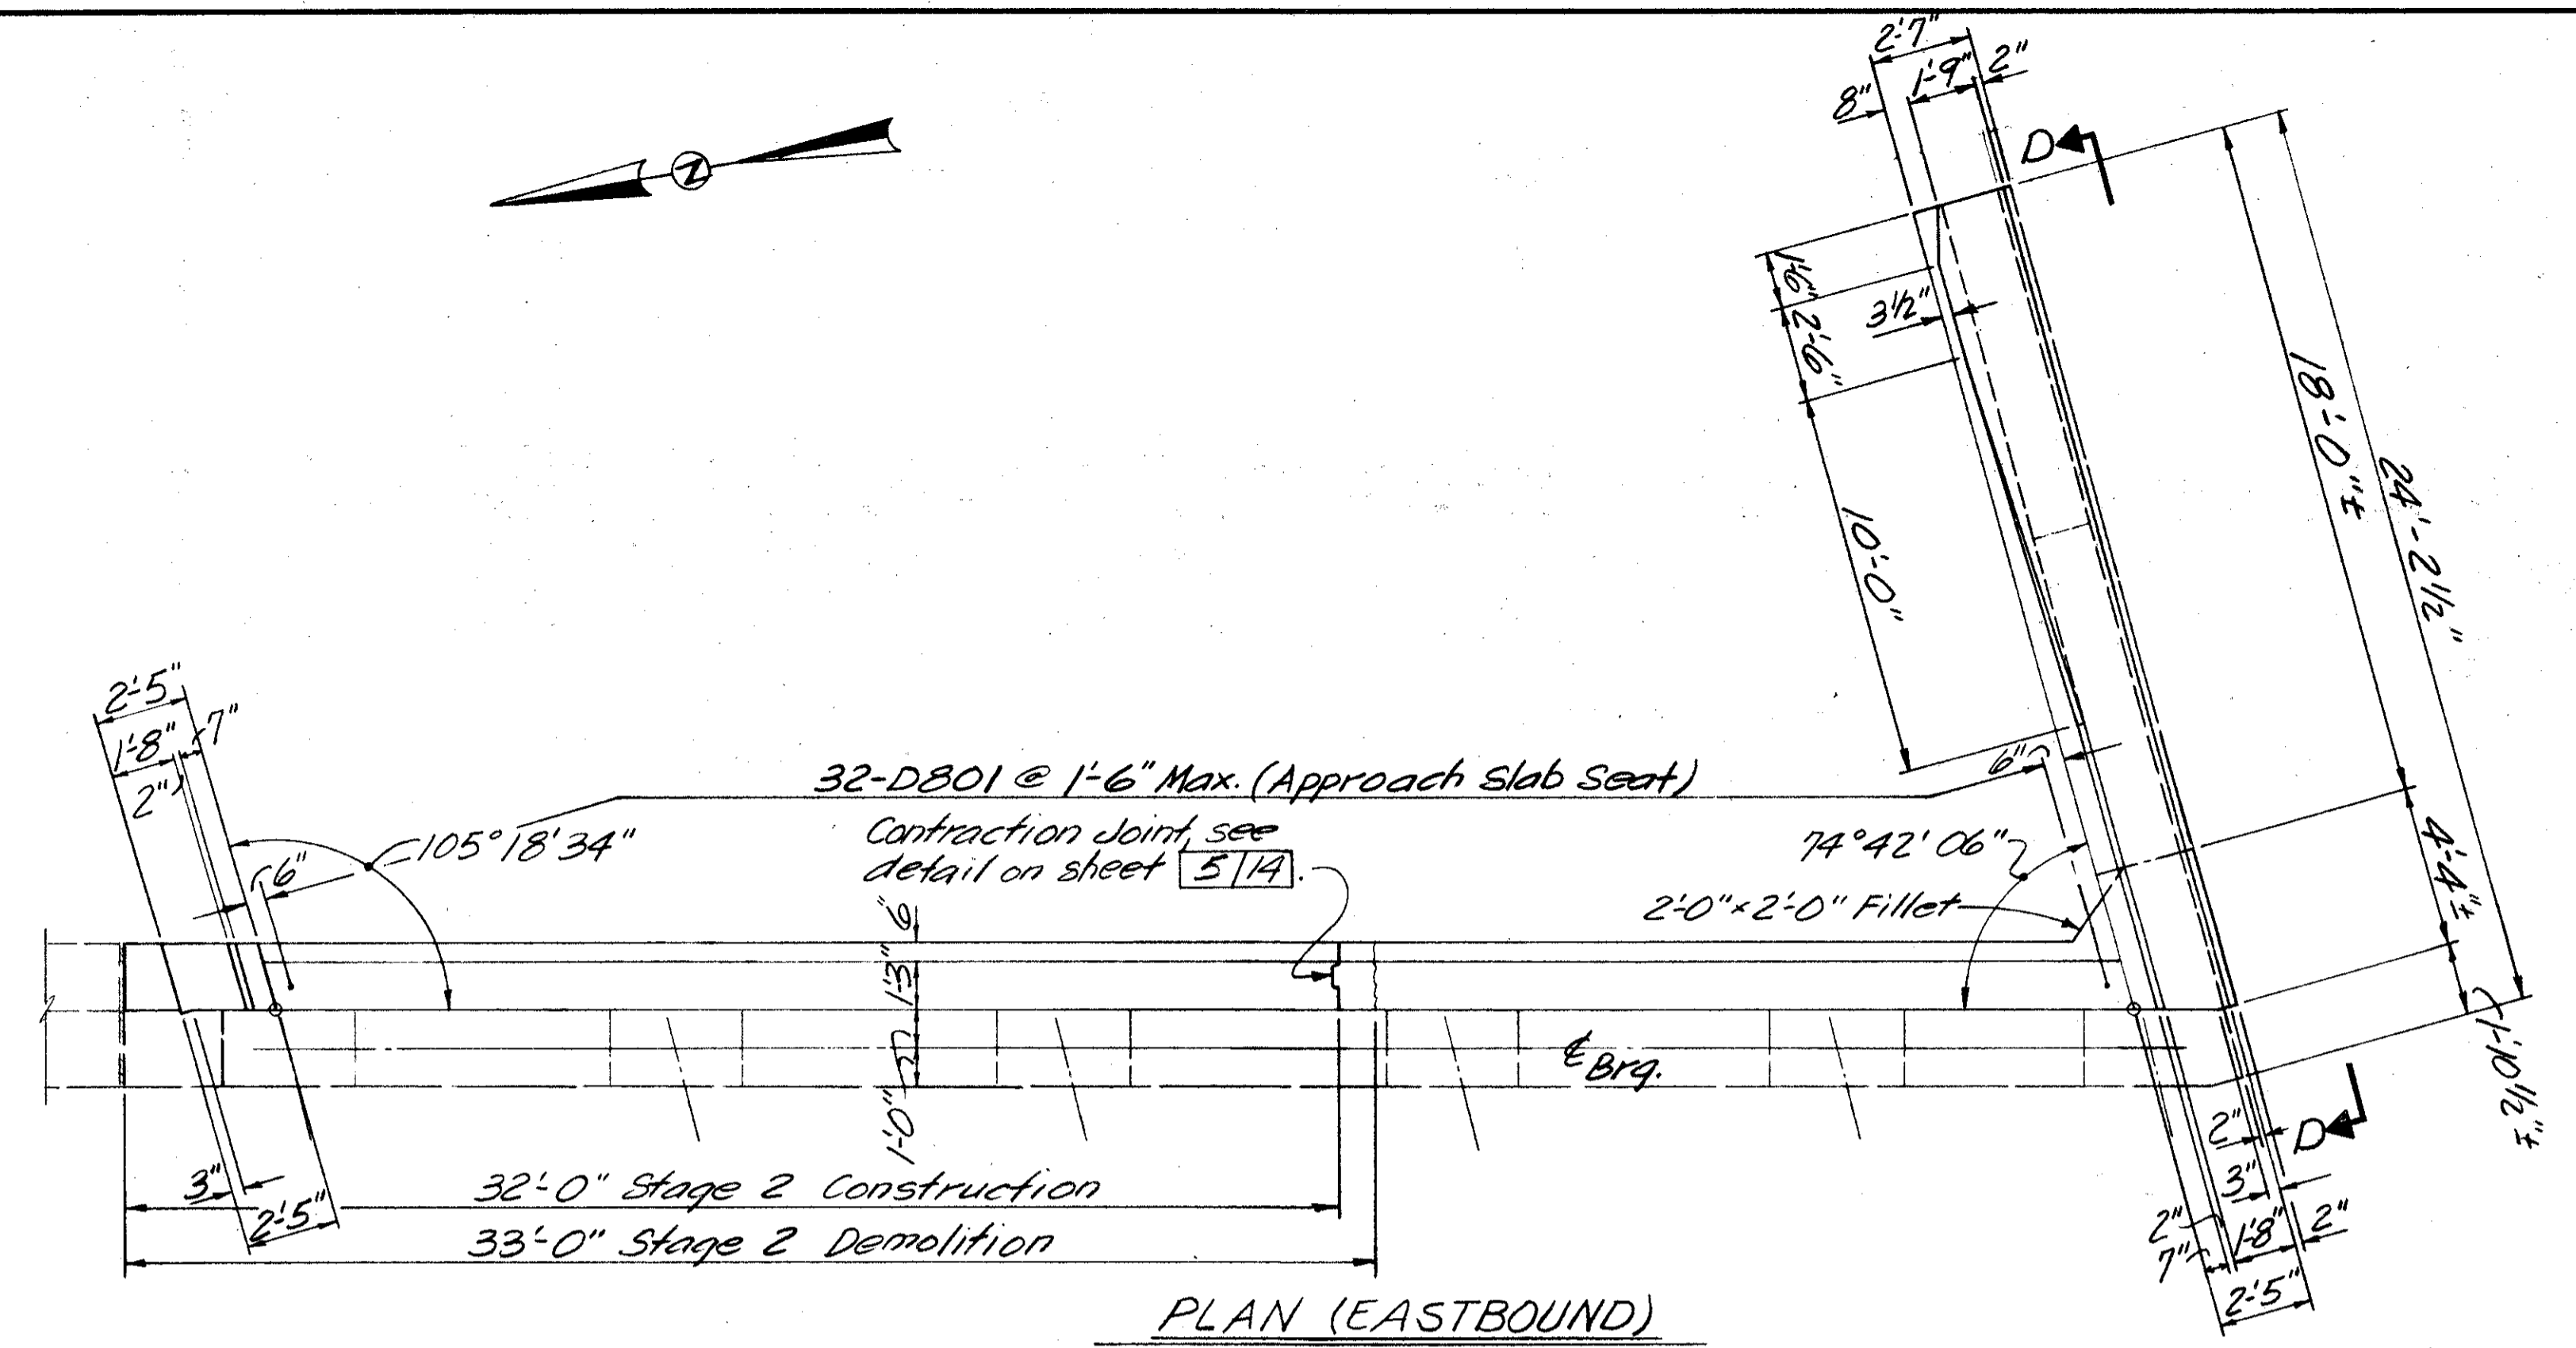 2'-7"
1'-9"
2"
8"
D
N
1'-6"
2'-6"
3½"
10'-0"
18'-0"±
24'-2½"
2'-5"
1'-8"
7"
2"
32-D801 @ 1'-6" Max. (Approach Slab Seat)
6"
105°18'34"
Contraction Joint, see
detail on sheet 5/14.
74°42'06"
4'-4"±
6"
2'-0"×2'-0" Fillet
6"
1'-3"
1'-0"
℄ Brg.
1'-10½"±
2"
D
3"
3"
32'-0" Stage 2 Construction
2'-5"
33'-0" Stage 2 Demolition
2"
7"
1'-8"
2"
2'-5"
PLAN (EASTBOUND)